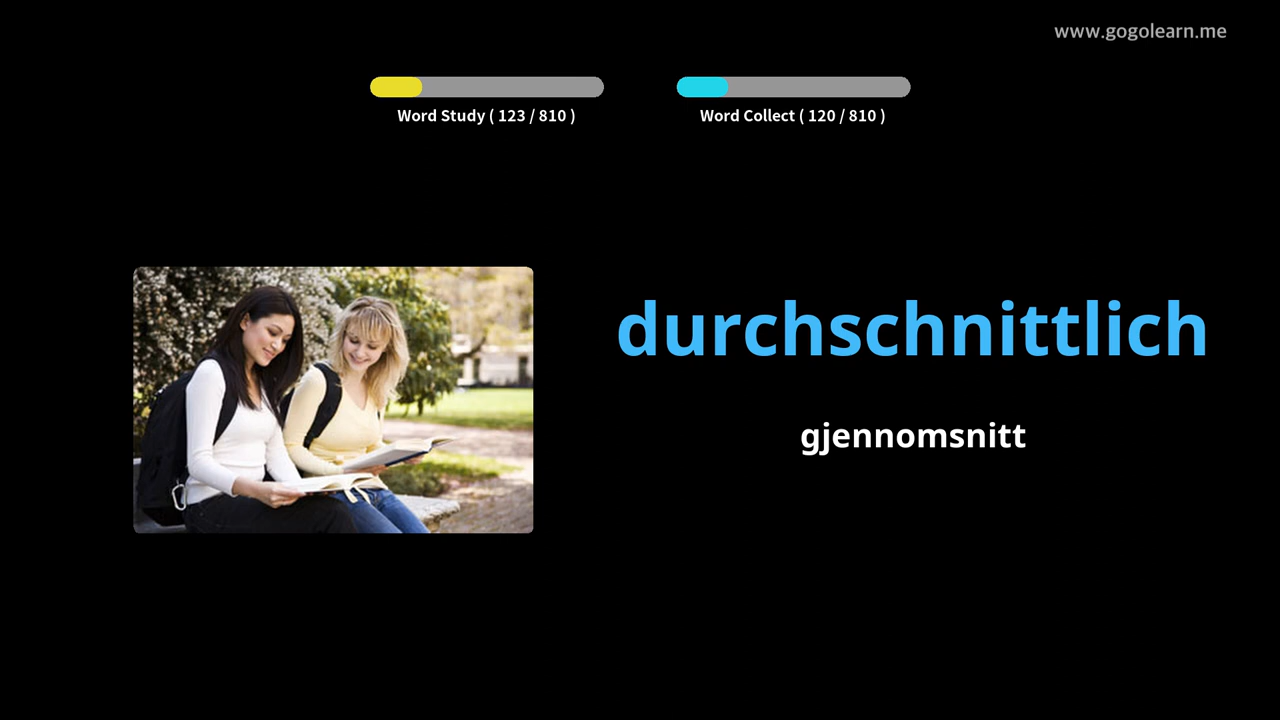 www.gogolearn.me
Word Study ( 123 / 810 )
Word Collect ( 120 / 810 )
durchschnittlich
gjennomsnitt